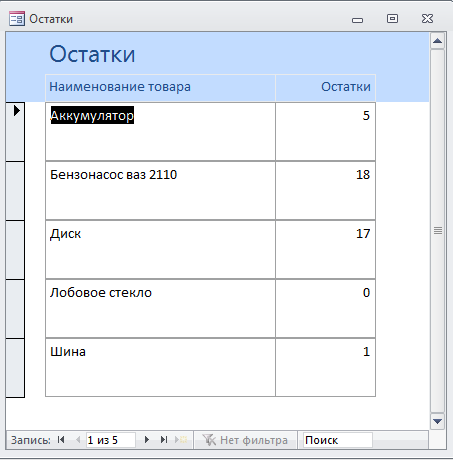 Остатки
Остатки
Наименование товара Остатки
Аккумулятор 5
Бензонасос ваз 2110 18
Диск 17
Лобовое стекло 0
Шина 1
Запись: 1 из 5 Нет фильтра Поиск